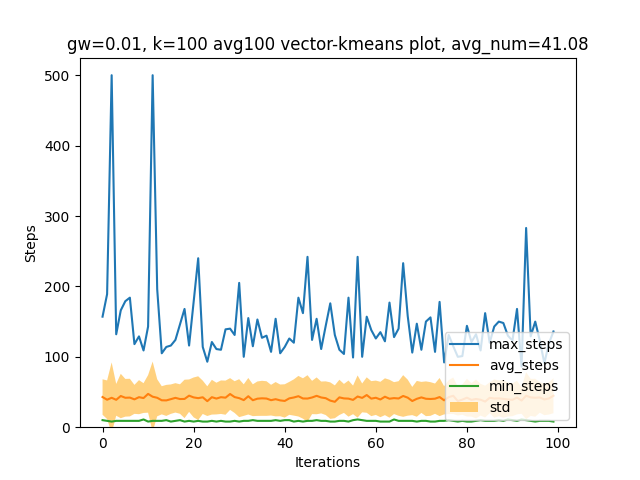 gw=0.01, k=100 avg100 vector-kmeans plot, avg_num=41.08
500
400
300
200
100
0
Steps
max_steps
avg_steps
min_steps
std
0
20
40
60
80
100
Iterations